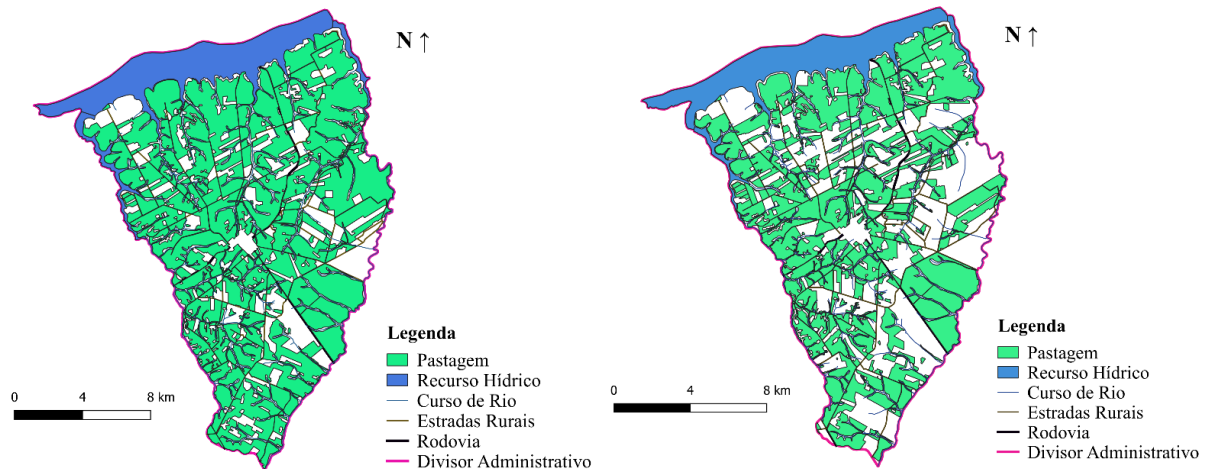 N ↑
Legenda
Pastagem
Recurso Hídrico
Curso de Rio
Estradas Rurais
Rodovia
Divisor Administrativo
0 4 8 km
N ↑
Legenda
Pastagem
Recurso Hídrico
Curso de Rio
Estradas Rurais
Rodovia
Divisor Administrativo
0 4 8 km